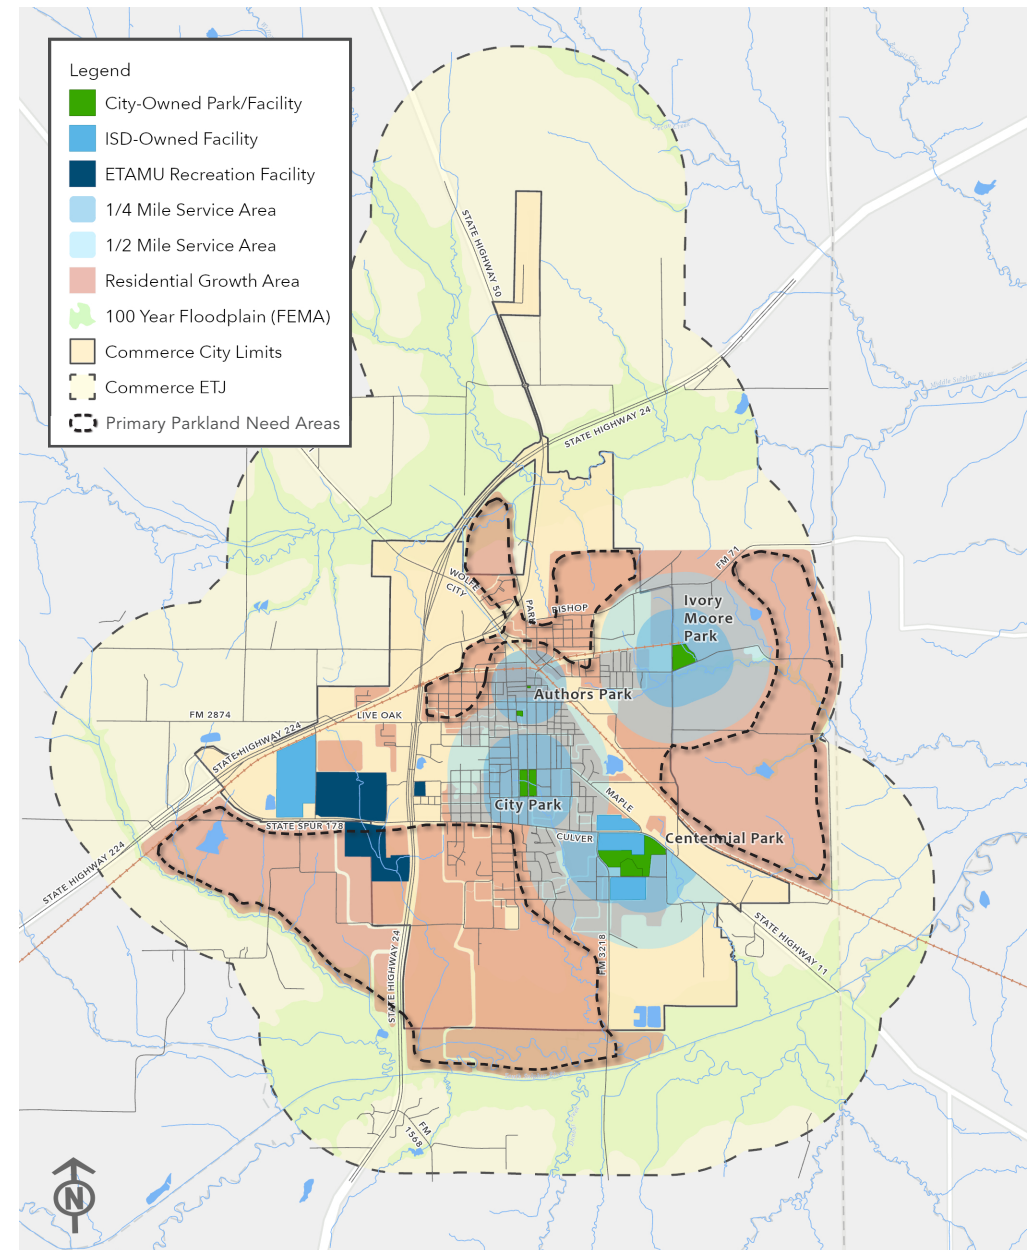 Legend
City-Owned Park/Facility
ISD-Owned Facility
ETAMU Recreation Facility
1/4 Mile Service Area
1/2 Mile Service Area
Residential Growth Area
100 Year Floodplain (FEMA)
Commerce City Limits
Commerce ETJ
Primary Parkland Need Areas
STATE HIGHWAY 50
Middle Sulphur River
STATE HIGHWAY 24
FM 71
WOLFE
CITY
PARK
BISHOP
Ivory
Moore
Park
Authors Park
FM 2874
LIVE OAK
STATE HIGHWAY 224
City Park
MAPLE
STATE SPUR 178
CULVER
Centennial Park
STATE HIGHWAY 224
STATE HIGHWAY 24
FM 3218
STATE HIGHWAY 11
FM
1568
N